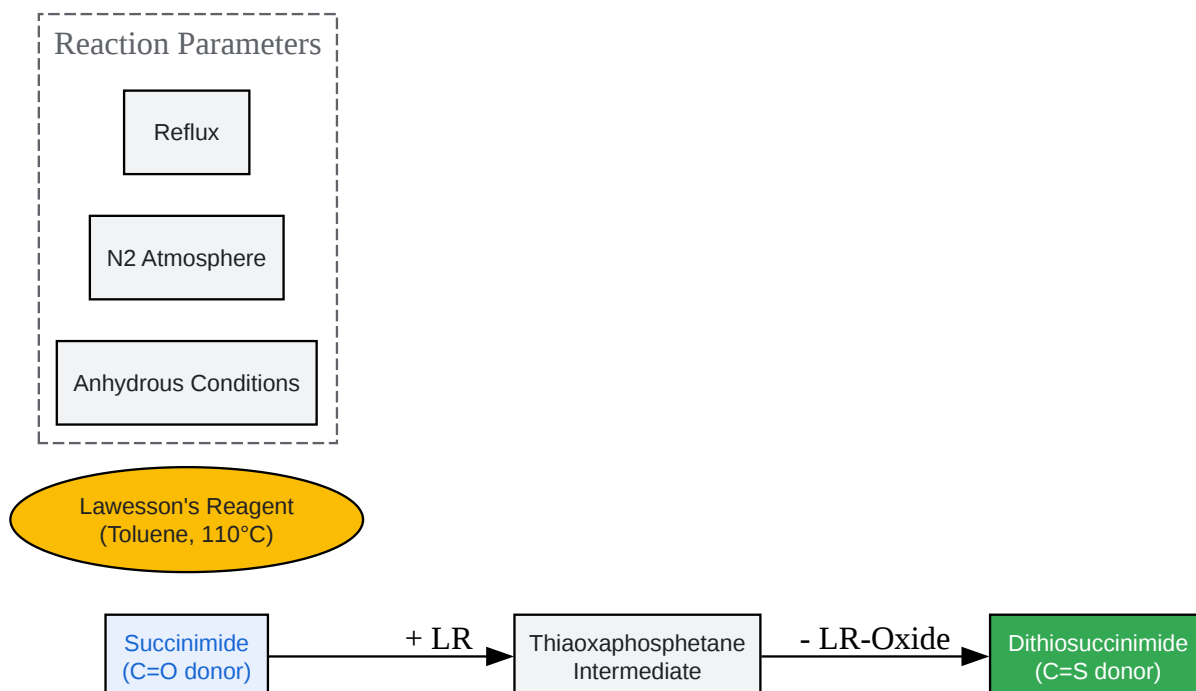 Reaction Parameters
Reflux
N2 Atmosphere
Anhydrous Conditions
Lawesson's Reagent
(Toluene, 110°C)
Succinimide
(C=O donor)
+ LR
Thiaoxaphosphetane
Intermediate
- LR-Oxide
Dithiosuccinimide
(C=S donor)